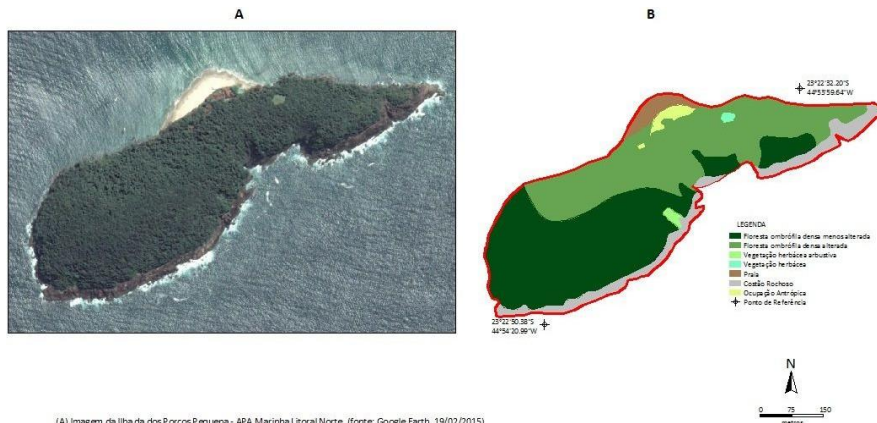 A
B
23°22'32.20"S
44°53'59.64"W
LEGENDA
Floresta ombrófila densa menos alterada
Floresta ombrófila densa alterada
Vegetação herbácea arbustiva
Vegetação herbácea
Praia
Costão Rochoso
Ocupação Antrópica
Ponto de Referência
23°22'50.38"S
44°54'20.99"W
N
0 75 150
metros
(A) Imagem da Ilha da dos Porcos Pequena - APA Marinha Litoral Norte (fonte: Google Earth, 19/02/2015)